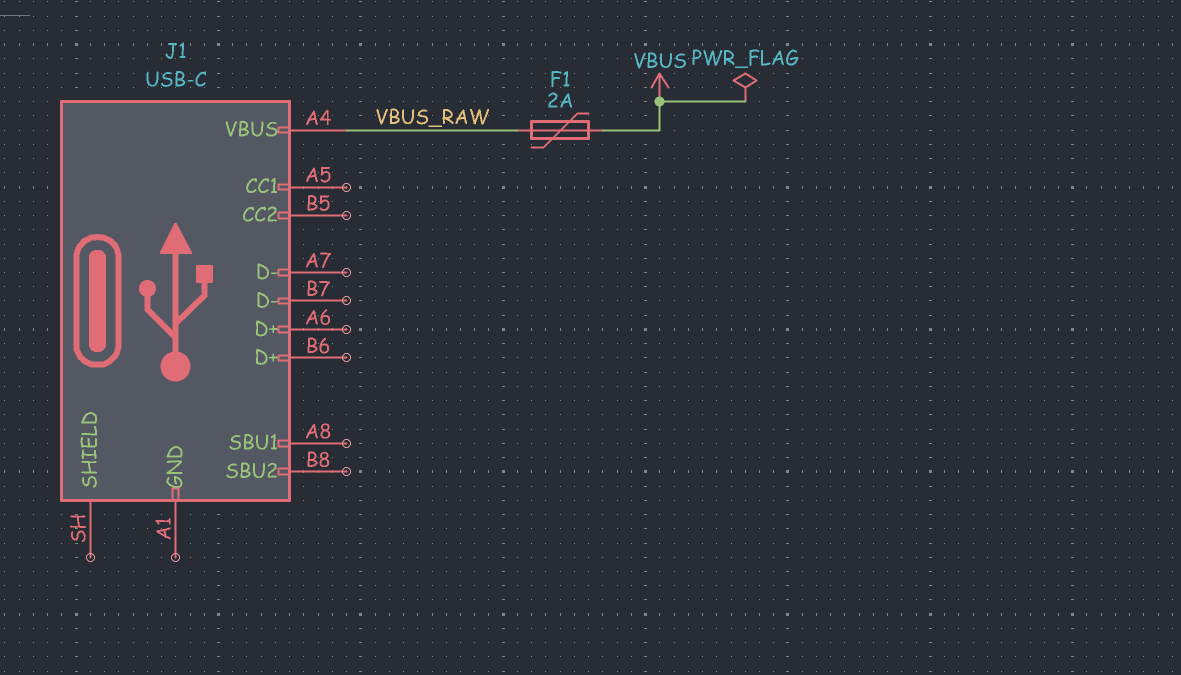 J1
USB-C
VBUS A4
VBUS_RAW
F1
2A
VBUS PWR_FLAG
CC1 A5
CC2 B5
D- A7
D- B7
D+ A6
D+ B6
SBU1 A8
SBU2 B8
SHIELD
GND
SH
A1